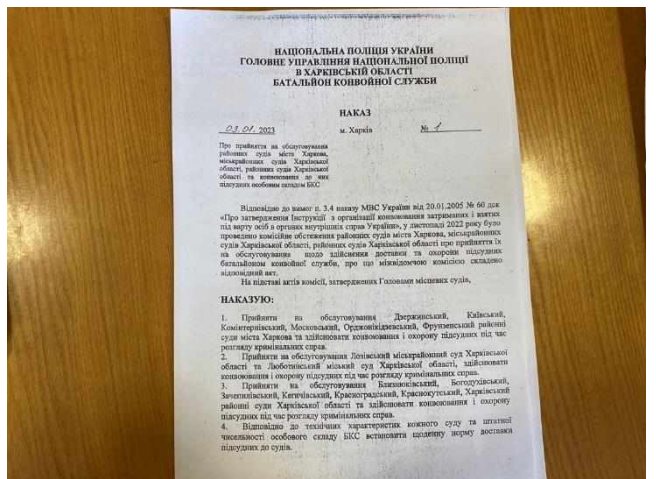 НАЦІОНАЛЬНА ПОЛІЦІЯ УКРАЇНИ
ГОЛОВНЕ УПРАВЛІННЯ НАЦІОНАЛЬНОЇ ПОЛІЦІЇ
В ХАРКІВСЬКІЙ ОБЛАСТІ
БАТАЛЬЙОН КОНВОЙНОЇ СЛУЖБИ
НАКАЗ
03.01.2023 м. Харків № 1
Про прийняття на обслуговування
районних судів міста Харкова,
міськрайонних судів Харківської
області, районних судів Харківської
області та конвоювання до них
підсудних особовим складом БКС
Відповідно до вимог п. 3.4 наказу МВС України від 20.01.2005 № 60 дск
«Про затвердження Інструкції з організації конвоювання затриманих і взятих
під варту осіб в органах внутрішніх справ України», у листопаді 2022 року було
проведено комісійне обстеження районних судів міста Харкова, міськрайонних
судів Харківської області, районних судів Харківської області про прийняття їх
на обслуговування щодо здійснення доставки та охорони підсудних
батальйоном конвойної служби, про що міжвідомчою комісією складено
відповідний акт.
На підставі актів комісії, затверджених Головами місцевих судів,
НАКАЗУЮ:
1. Прийняти на обслуговування Дзержинський, Київський,
Комінтернівський, Московський, Орджонікідзевський, Фрунзенський районні
суди міста Харкова та здійснювати конвоювання і охорону підсудних під час
розгляду кримінальних справ.
2. Прийняти на обслуговування Лозівський міськрайонний суд Харківської
області та Люботинський міський суд Харківської області, здійснювати
конвоювання і охорону підсудних під час розгляду кримінальних справ.
3. Прийняти на обслуговування Близнюківський, Богодухівський,
Зачепилівський, Кегичівський, Красноградський, Краснокутський, Харківський
районні суди Харківської області та здійснювати конвоювання і охорону
підсудних під час розгляду кримінальних справ.
4. Відповідно до технічних характеристик кожного суду та штатної
чисельності особового складу БКС встановити щоденну норму доставки
підсудних до судів.